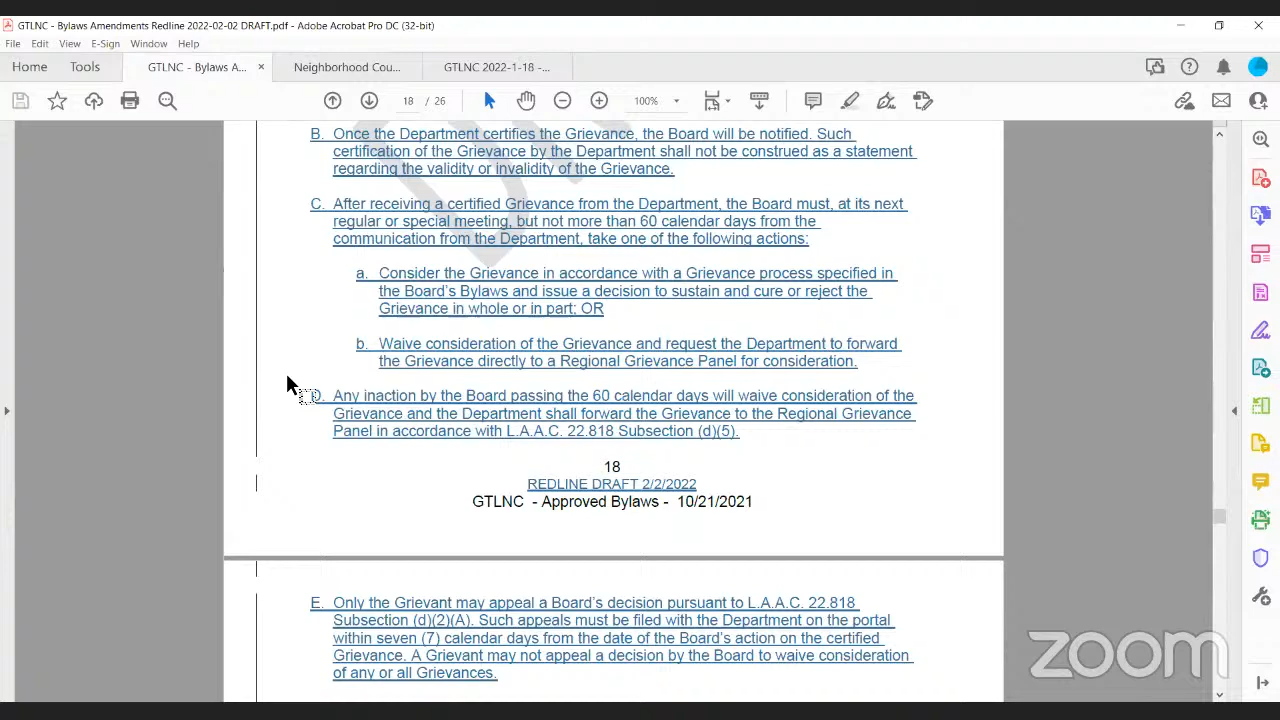 GTLNC - Bylaws Amendments Redline 2022-02-02 DRAFT.pdf - Adobe Acrobat Pro DC (32-bit)
File Edit View E-Sign Window Help
Home Tools GTLNC - Bylaws A... × Neighborhood Cou... GTLNC 2022-1-18 -...
18 / 26 100%
B. Once the Department certifies the Grievance, the Board will be notified. Such
certification of the Grievance by the Department shall not be construed as a statement
regarding the validity or invalidity of the Grievance.
C. After receiving a certified Grievance from the Department, the Board must, at its next
regular or special meeting, but not more than 60 calendar days from the
communication from the Department, take one of the following actions:
a. Consider the Grievance in accordance with a Grievance process specified in
the Board's Bylaws and issue a decision to sustain and cure or reject the
Grievance in whole or in part; OR
b. Waive consideration of the Grievance and request the Department to forward
the Grievance directly to a Regional Grievance Panel for consideration.
D. Any inaction by the Board passing the 60 calendar days will waive consideration of the
Grievance and the Department shall forward the Grievance to the Regional Grievance
Panel in accordance with L.A.A.C. 22.818 Subsection (d)(5).
18
REDLINE DRAFT 2/2/2022
GTLNC - Approved Bylaws - 10/21/2021
E. Only the Grievant may appeal a Board's decision pursuant to L.A.A.C. 22.818
Subsection (d)(2)(A). Such appeals must be filed with the Department on the portal
within seven (7) calendar days from the date of the Board's action on the certified
Grievance. A Grievant may not appeal a decision by the Board to waive consideration
of any or all Grievances.
zoom